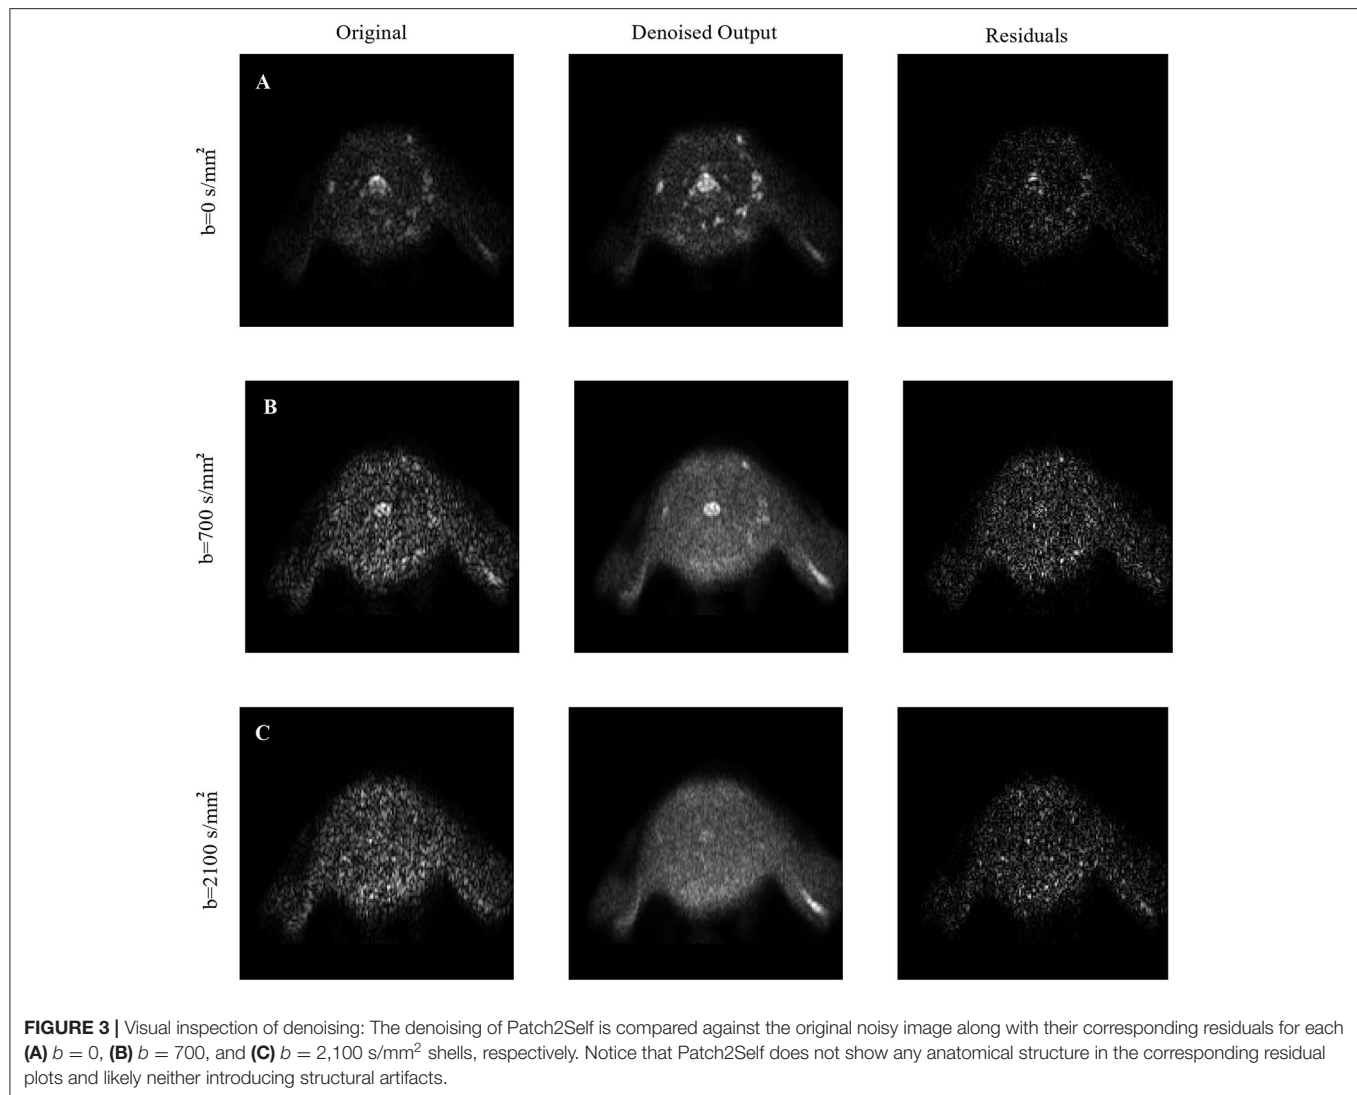 Original Denoised Output Residuals
A
b=0 s/mm²
B
b=700 s/mm²
C
b=2100 s/mm²
FIGURE 3 | Visual inspection of denoising: The denoising of Patch2Self is compared against the original noisy image along with their corresponding residuals for each
(A) b = 0, (B) b = 700, and (C) b = 2,100 s/mm² shells, respectively. Notice that Patch2Self does not show any anatomical structure in the corresponding residual
plots and likely neither introducing structural artifacts.